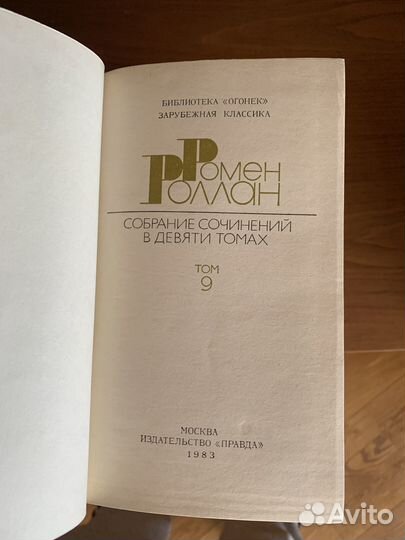 БИБЛИОТЕКА «ОГОНЕК»
ЗАРУБЕЖНАЯ КЛАССИКА
РОМЕН
РОЛЛАН
СОБРАНИЕ СОЧИНЕНИЙ
В ДЕВЯТИ ТОМАХ
ТОМ
9
МОСКВА
ИЗДАТЕЛЬСТВО «ПРАВДА»
1983
Avito